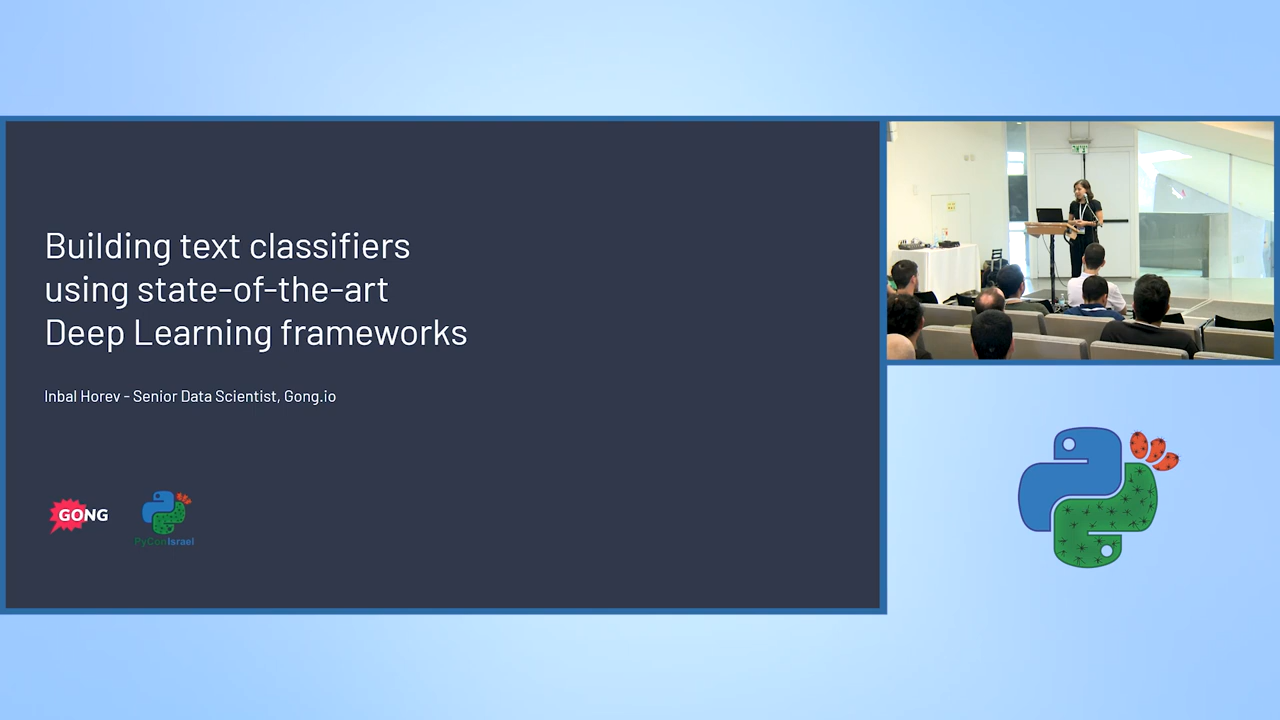 Building text classifiers
using state-of-the-art
Deep Learning frameworks
Inbal Horev - Senior Data Scientist, Gong.io
GONG
PyConIsrael